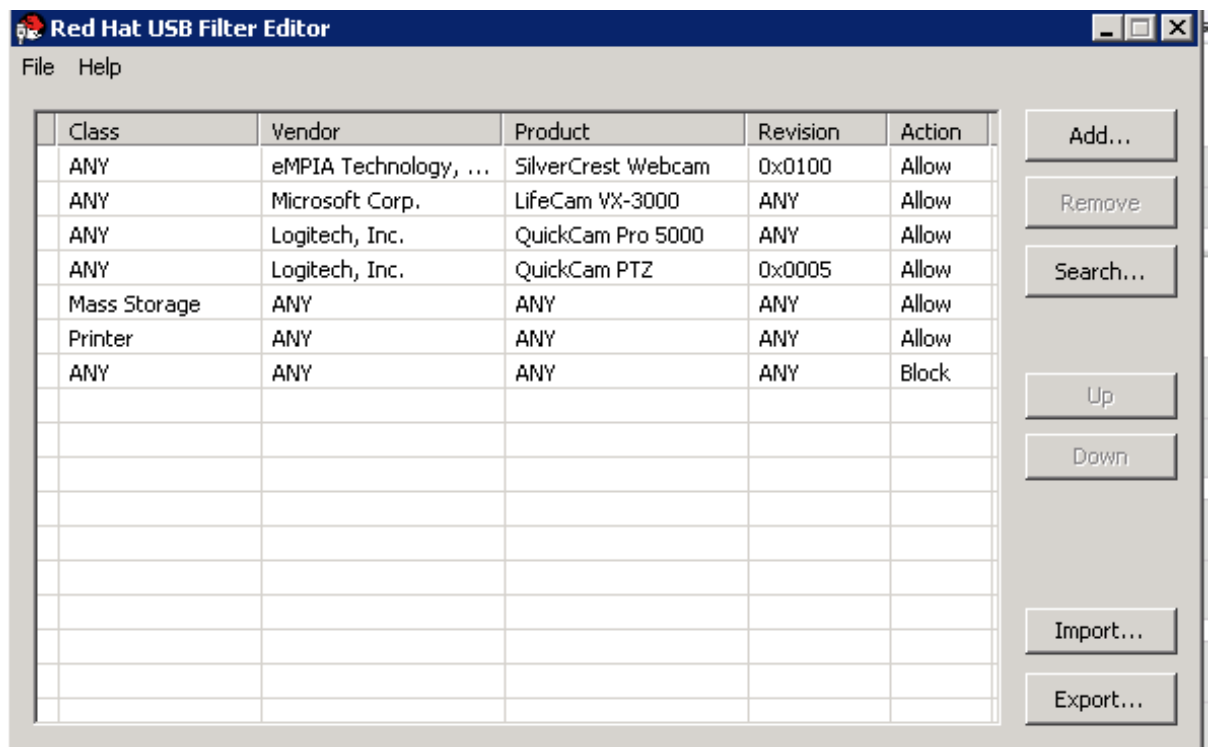 Red Hat USB Filter Editor
File Help
Class Vendor Product Revision Action
ANY eMPIA Technology, ... SilverCrest Webcam 0x0100 Allow
ANY Microsoft Corp. LifeCam VX-3000 ANY Allow
ANY Logitech, Inc. QuickCam Pro 5000 ANY Allow
ANY Logitech, Inc. QuickCam PTZ 0x0005 Allow
Mass Storage ANY ANY ANY Allow
Printer ANY ANY ANY Allow
ANY ANY ANY ANY Block
Add...
Remove
Search...
Up
Down
Import...
Export...